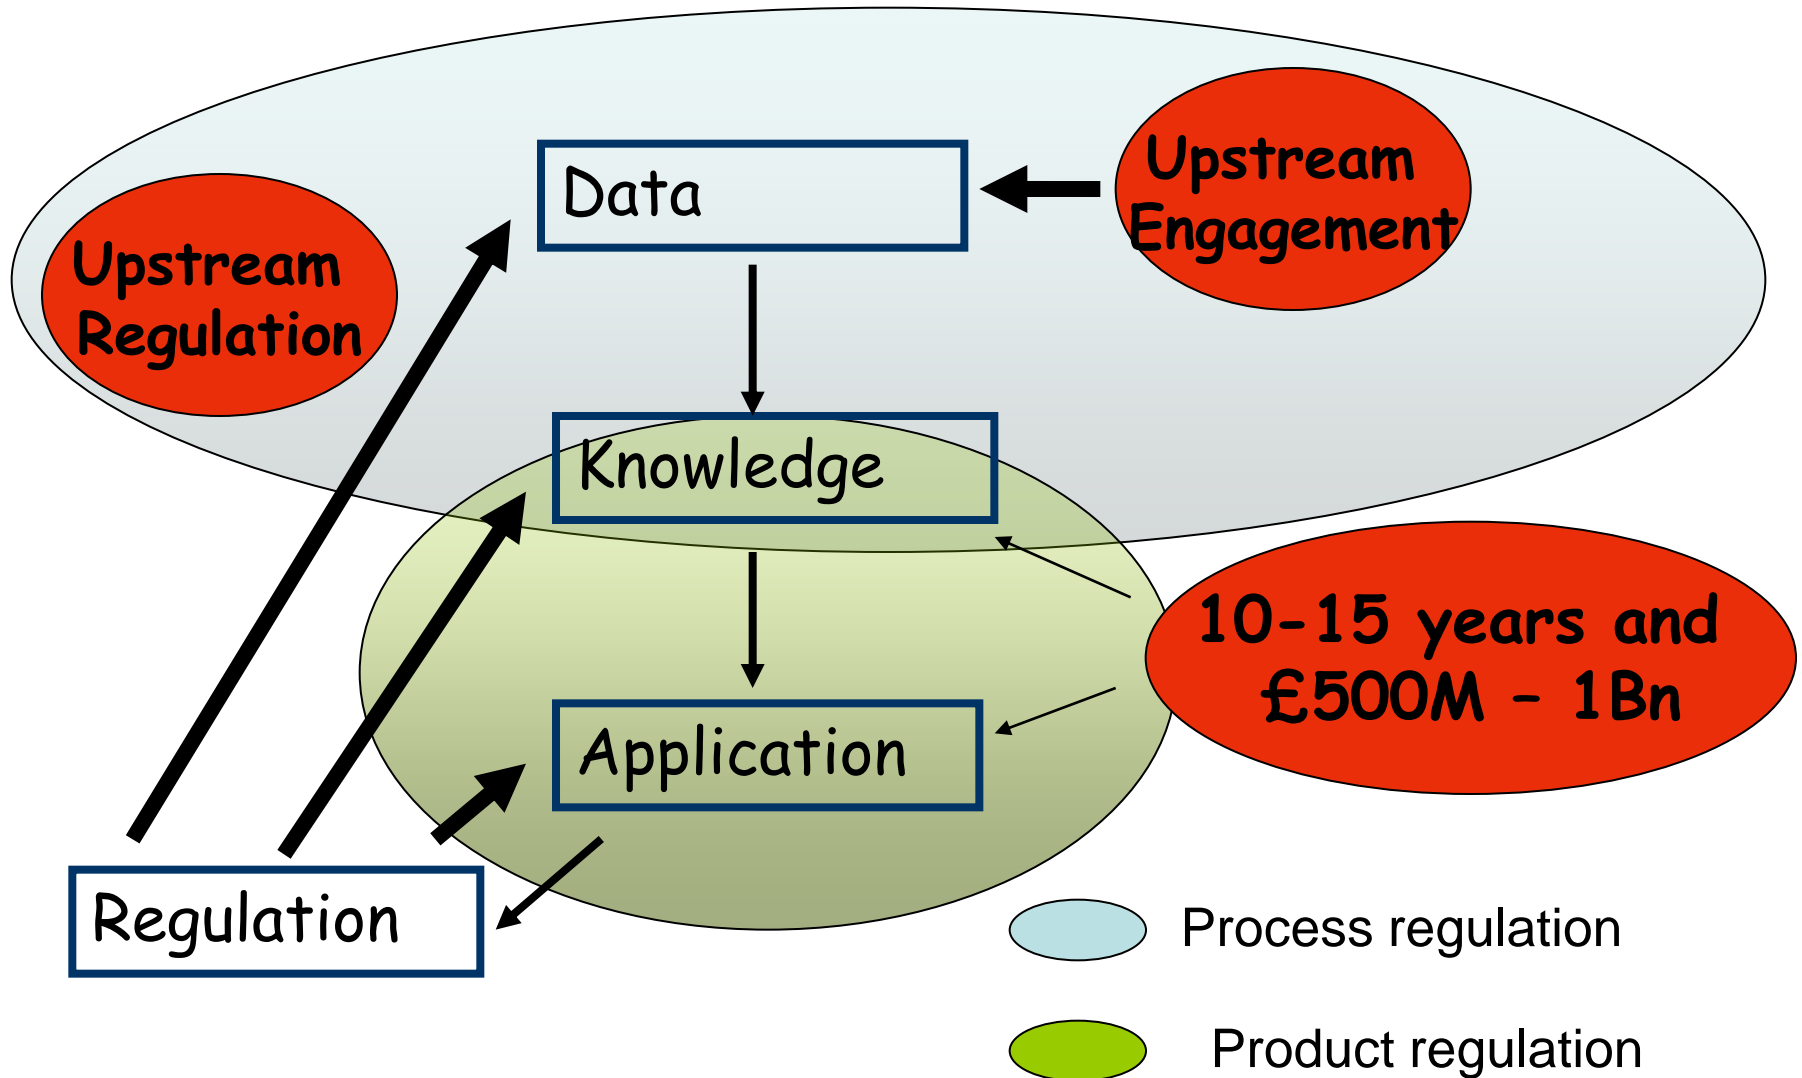 Data
Upstream
Engagement
Upstream
Regulation
Knowledge
10-15 years and
£500M - 1Bn
Application
Regulation
Process regulation
Product regulation